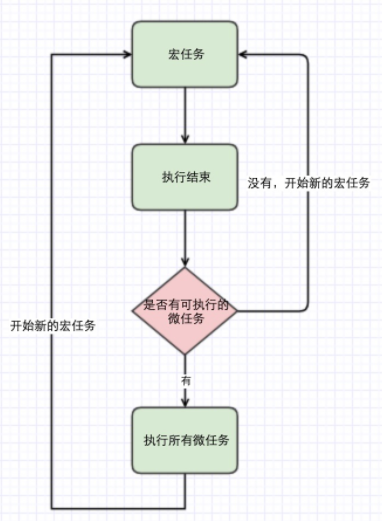 宏任务
执行结束
没有，开始新的宏任务
是否有可执行的
微任务
开始新的宏任务
有
执行所有微任务